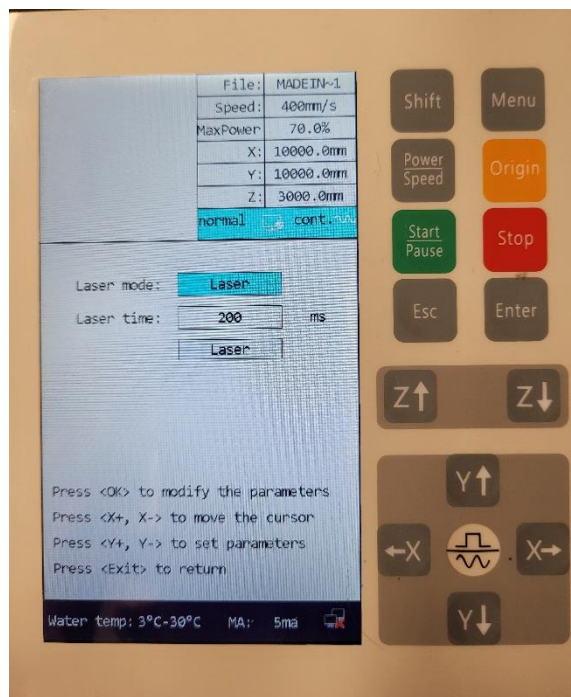 File: MADEIN~1
Speed: 400mm/s
MaxPower 70.0%
X: 10000.0mm
Y: 10000.0mm
Z: 3000.0mm
normal cont.
Laser mode: Laser
Laser time: 200 ms
Laser
Press <OK> to modify the parameters
Press <X+, X-> to move the cursor
Press <Y+, Y-> to set parameters
Press <Exit> to return
Water temp: 3°C-30°C MA: 5ma
Shift Menu
Power
Speed
Origin
Start
Pause
Stop
Esc Enter
Z↑ Z↓
Y↑
←X X→
Y↓